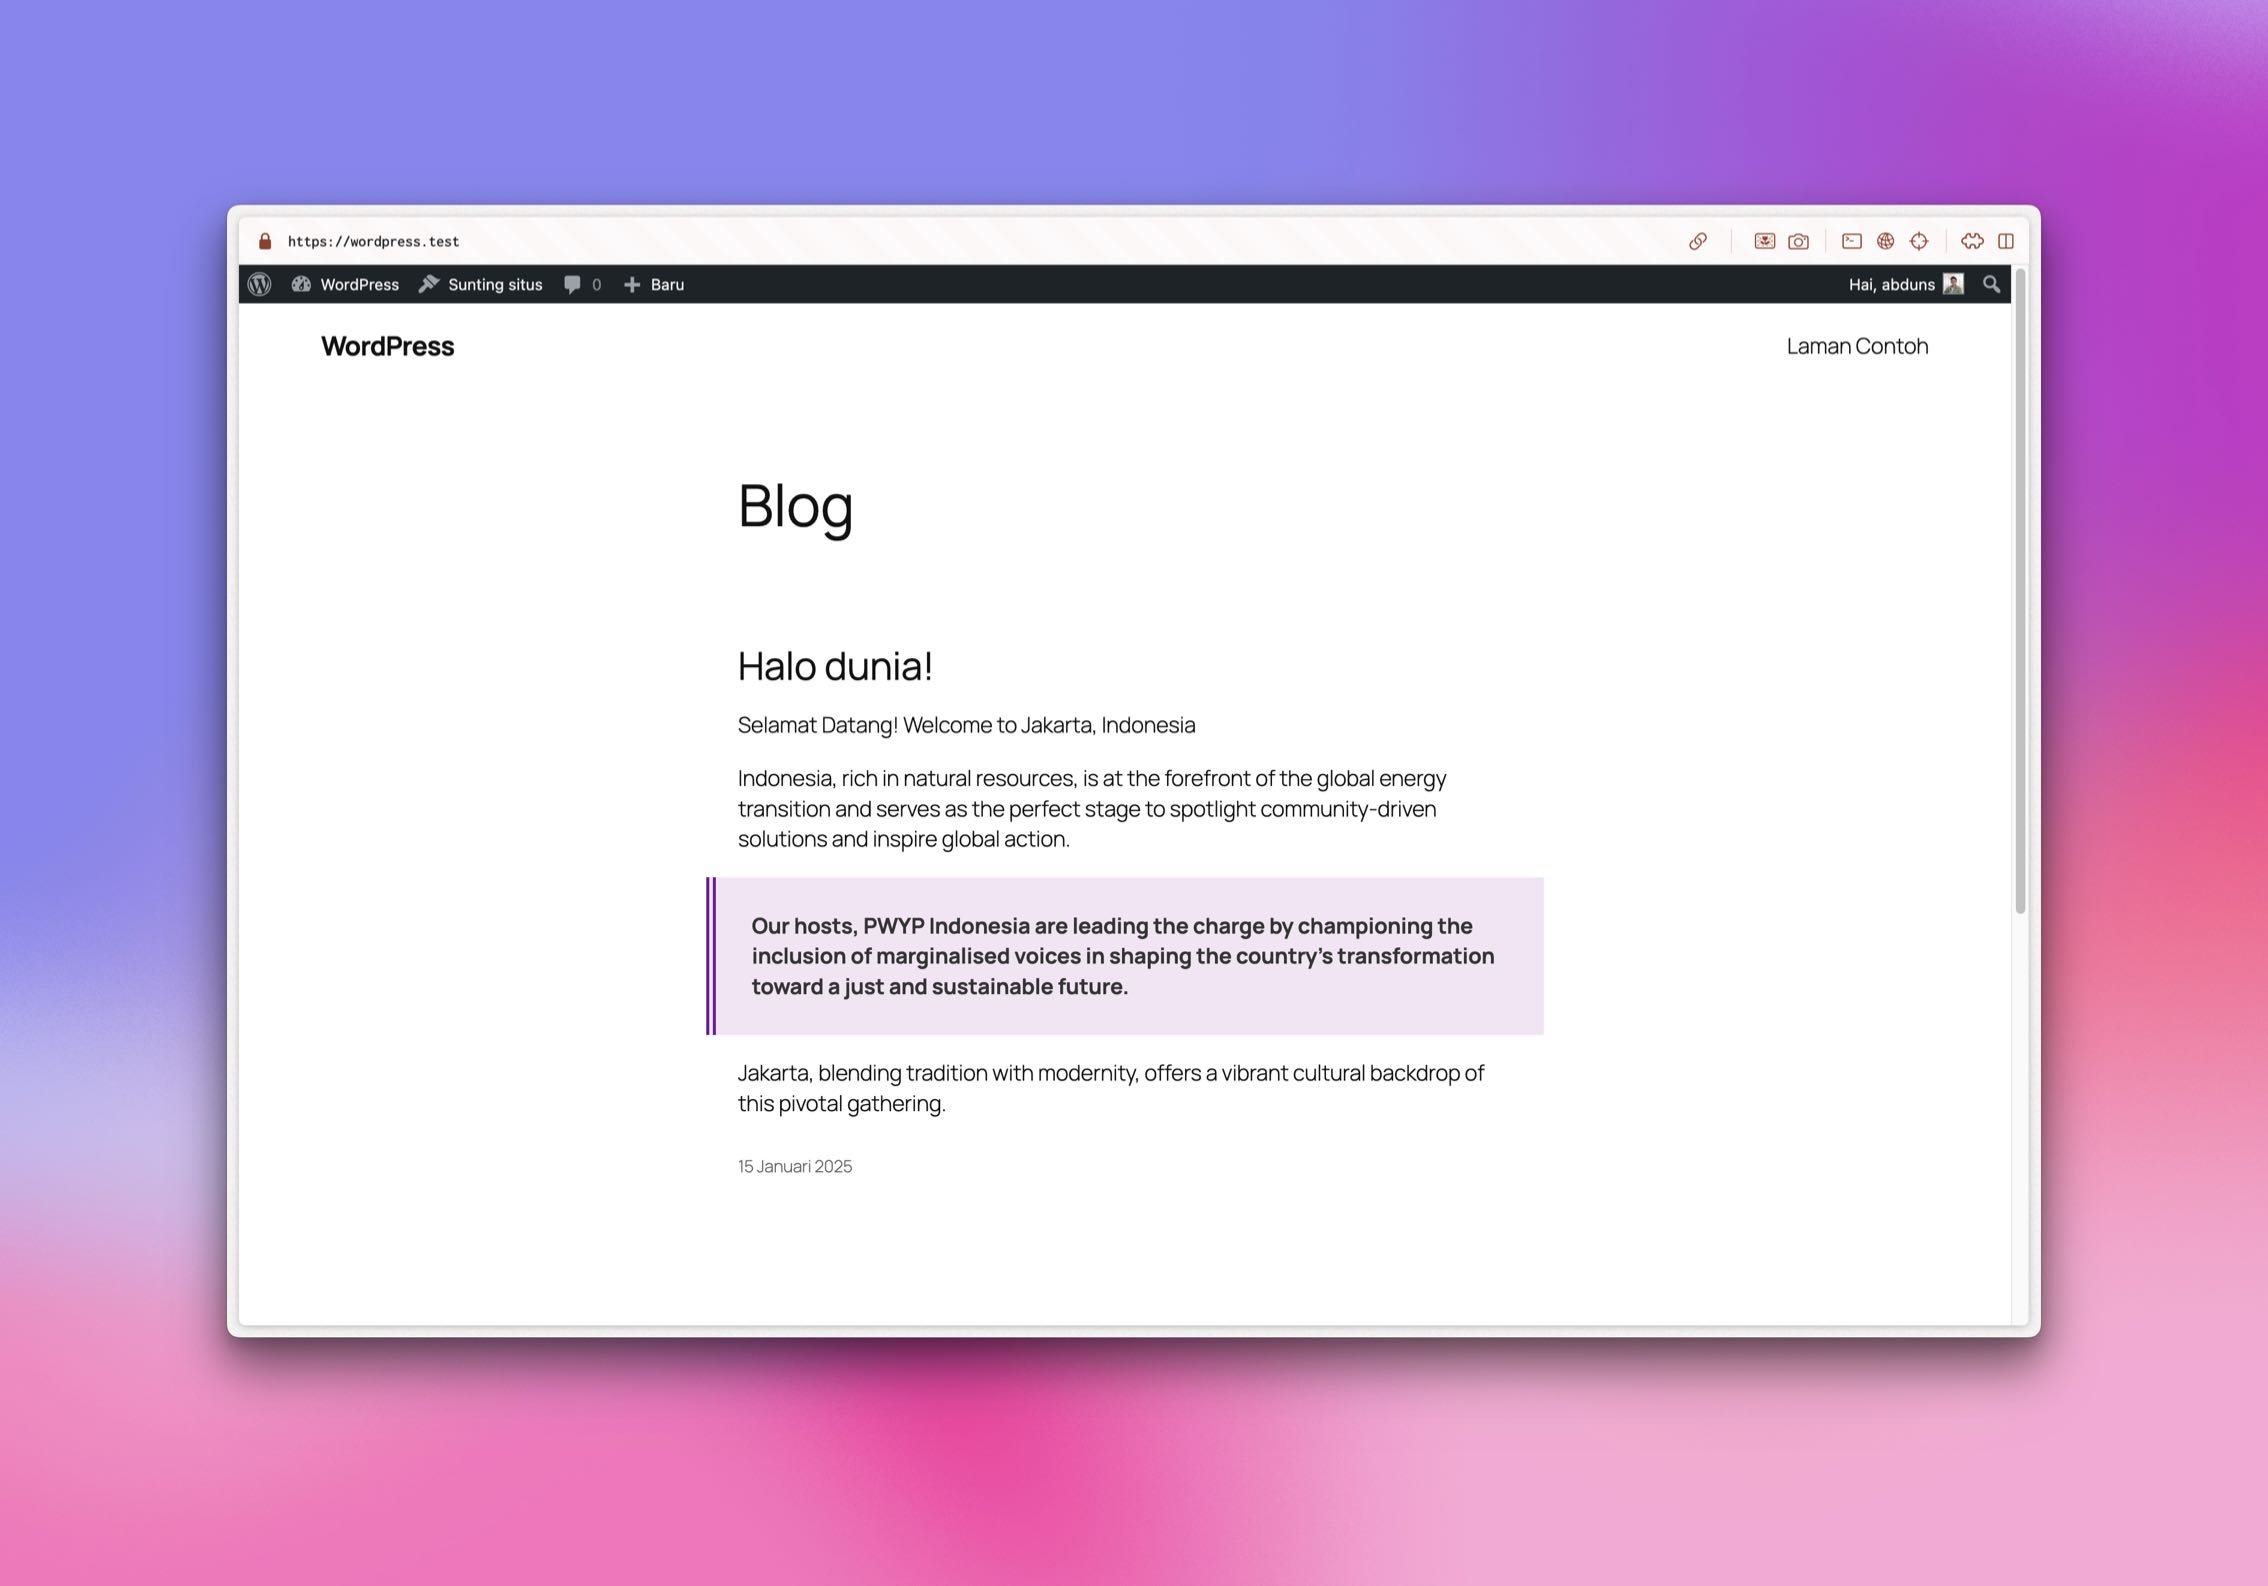 https://wordpress.test
WordPress
Sunting situs
0
Baru
Hai, abduns
WordPress
Laman Contoh
Blog
Halo dunia!
Selamat Datang! Welcome to Jakarta, Indonesia
Indonesia, rich in natural resources, is at the forefront of the global energy
transition and serves as the perfect stage to spotlight community-driven
solutions and inspire global action.
Our hosts, PWYP Indonesia are leading the charge by championing the
inclusion of marginalised voices in shaping the country’s transformation
toward a just and sustainable future.
Jakarta, blending tradition with modernity, offers a vibrant cultural backdrop of
this pivotal gathering.
15 Januari 2025